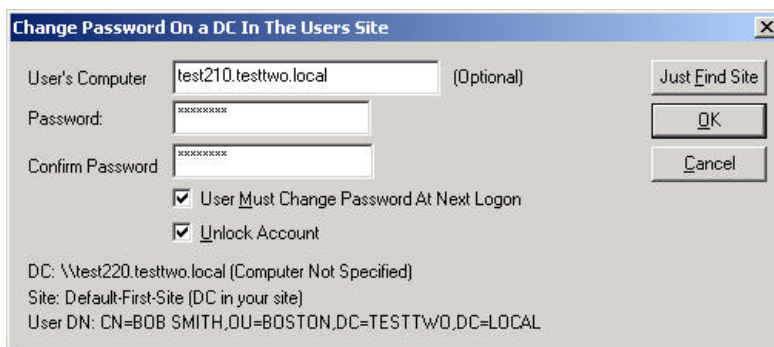 Change Password On a DC In The Users Site
User's Computer test210.testtwo.local (Optional) Just Find Site
Password: ******** OK
Confirm Password ******** Cancel
User Must Change Password At Next Logon
Unlock Account
DC: \\test220.testtwo.local (Computer Not Specified)
Site: Default-First-Site (DC in your site)
User DN: CN=BOB SMITH,OU=BOSTON,DC=TESTTWO,DC=LOCAL